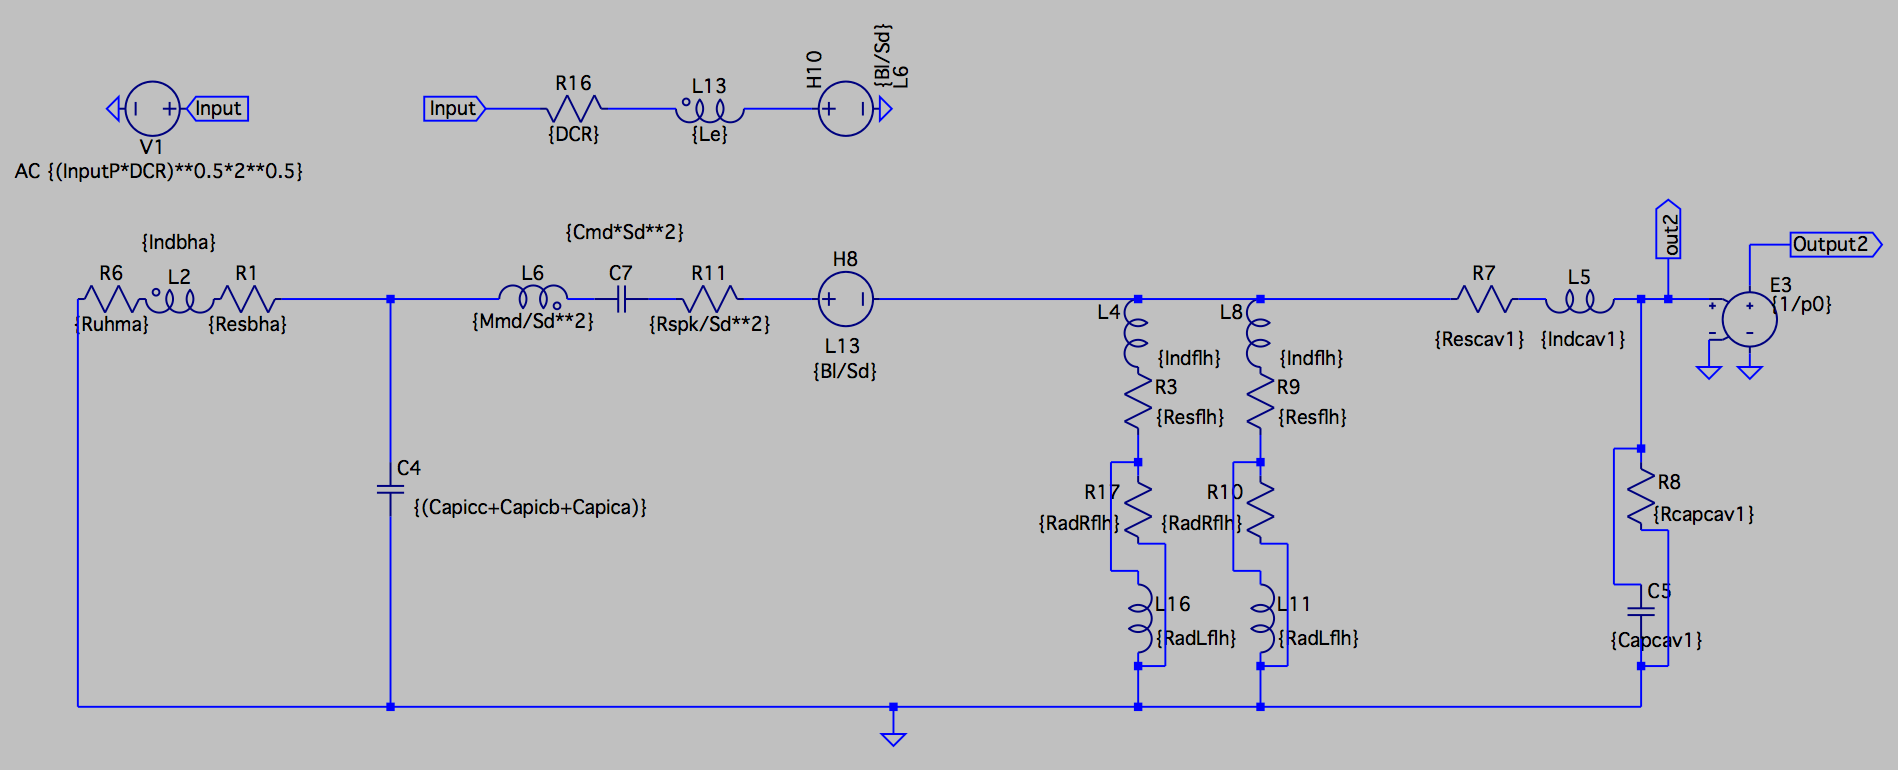 V1
AC {(InputP*DCR)**0.5*2**0.5}
Input
Input
R16
{DCR}
L13
{Le}
H10
{Bl/Sd}
L6
{Indbha}
R6
{Ruhma}
L2
R1
{Resbha}
{Cmd*Sd**2}
L6
{Mmd/Sd**2}
C7
R11
{Rspk/Sd**2}
H8
L13
{Bl/Sd}
C4
{(Capicc+Capicb+Capica)}
L4
{Indflh}
R3
{Resflh}
R17
{RadRflh}
L16
{RadLflh}
L8
{Indflh}
R9
{Resflh}
R10
{RadRflh}
L11
{RadLflh}
R7
{Rescav1}
L5
{Indcav1}
out2
Output2
E3
{1/p0}
R8
{Rcapcav1}
C5
{Capcav1}